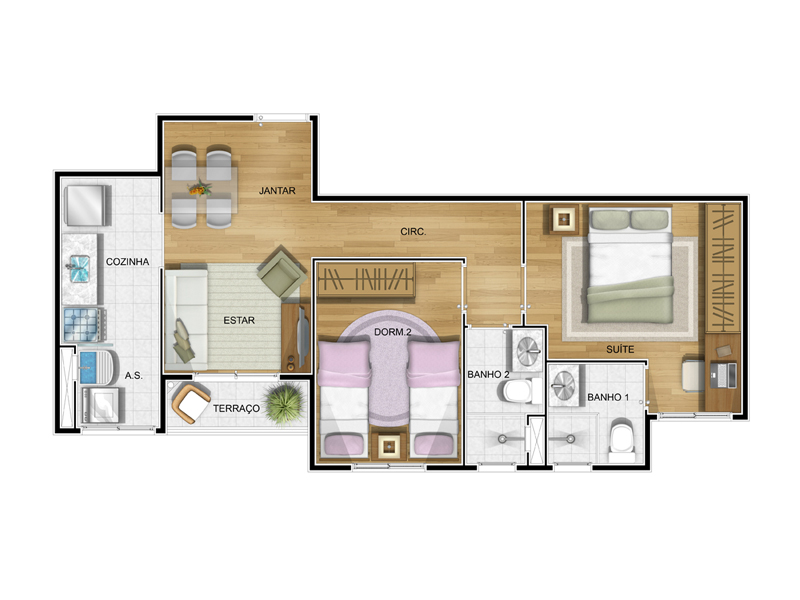 JANTAR
CIRC.
COZINHA
ESTAR
DORM.2
SUÍTE
A.S.
BANHO 2
BANHO 1
TERRAÇO